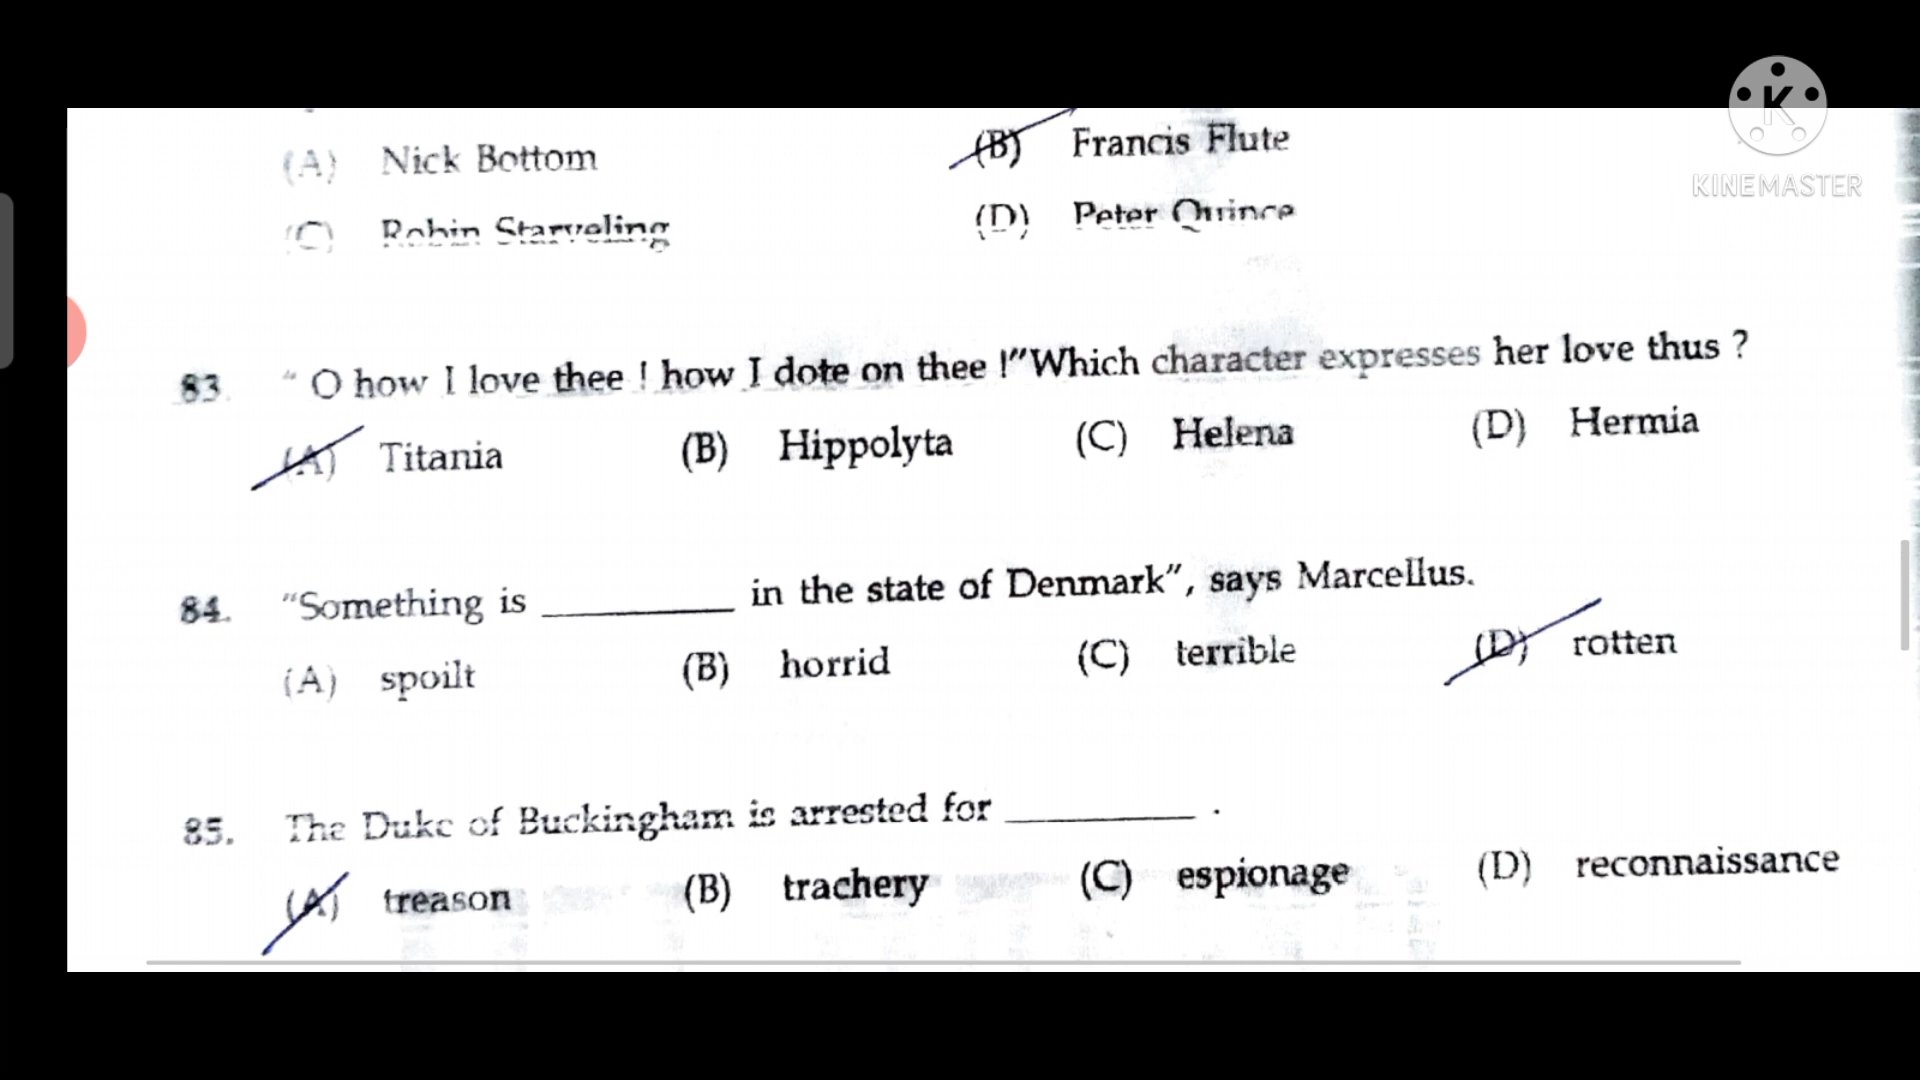 K
KINEMASTER
(A) Nick Bottom (B) Francis Flute
(C) Robin Starveling (D) Peter Quince
83. "O how I love thee ! how I dote on thee !" Which character expresses her love thus ?
(A) Titania (B) Hippolyta (C) Helena (D) Hermia
84. "Something is ________ in the state of Denmark", says Marcellus.
(A) spoilt (B) horrid (C) terrible (D) rotten
85. The Duke of Buckingham is arrested for ________ .
(A) treason (B) trachery (C) espionage (D) reconnaissance